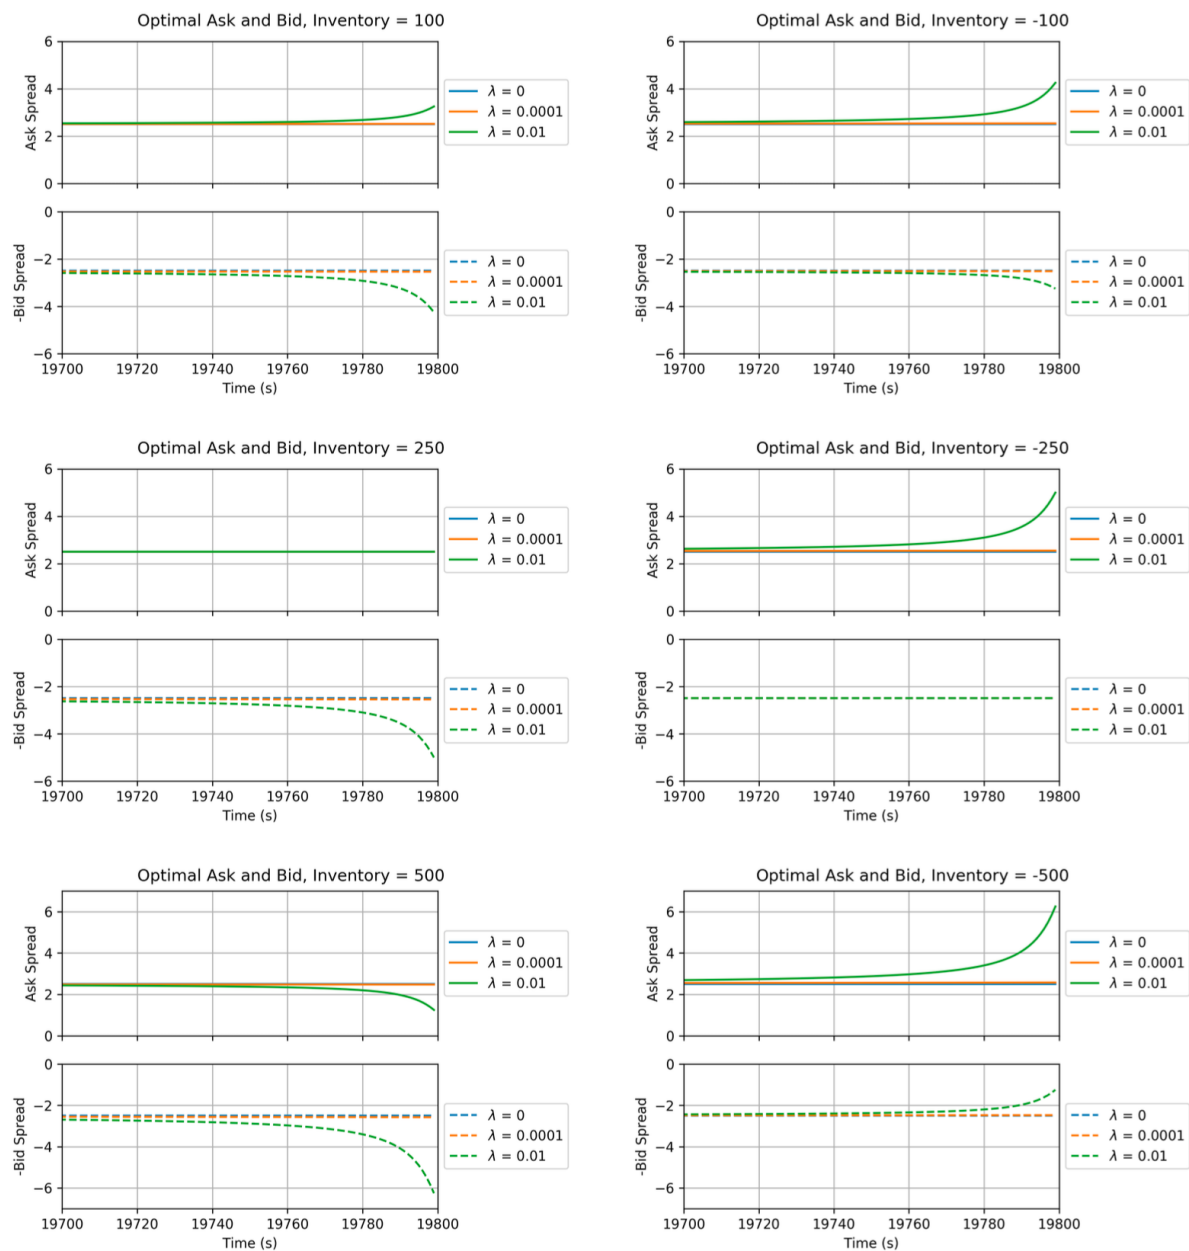 Optimal Ask and Bid, Inventory = 100
6
4
2
0
Ask Spread
λ = 0
λ = 0.0001
λ = 0.01
0
−2
−4
−6
-Bid Spread
λ = 0
λ = 0.0001
λ = 0.01
19700 19720 19740 19760 19780 19800
Time (s)
Optimal Ask and Bid, Inventory = -100
6
4
2
0
Ask Spread
λ = 0
λ = 0.0001
λ = 0.01
0
−2
−4
−6
-Bid Spread
λ = 0
λ = 0.0001
λ = 0.01
19700 19720 19740 19760 19780 19800
Time (s)
Optimal Ask and Bid, Inventory = 250
6
4
2
0
Ask Spread
λ = 0
λ = 0.0001
λ = 0.01
0
−2
−4
−6
-Bid Spread
λ = 0
λ = 0.0001
λ = 0.01
19700 19720 19740 19760 19780 19800
Time (s)
Optimal Ask and Bid, Inventory = -250
6
4
2
0
Ask Spread
λ = 0
λ = 0.0001
λ = 0.01
0
−2
−4
−6
-Bid Spread
λ = 0
λ = 0.0001
λ = 0.01
19700 19720 19740 19760 19780 19800
Time (s)
Optimal Ask and Bid, Inventory = 500
6
4
2
0
Ask Spread
λ = 0
λ = 0.0001
λ = 0.01
0
−2
−4
−6
-Bid Spread
λ = 0
λ = 0.0001
λ = 0.01
19700 19720 19740 19760 19780 19800
Time (s)
Optimal Ask and Bid, Inventory = -500
6
4
2
0
Ask Spread
λ = 0
λ = 0.0001
λ = 0.01
0
−2
−4
−6
-Bid Spread
λ = 0
λ = 0.0001
λ = 0.01
19700 19720 19740 19760 19780 19800
Time (s)